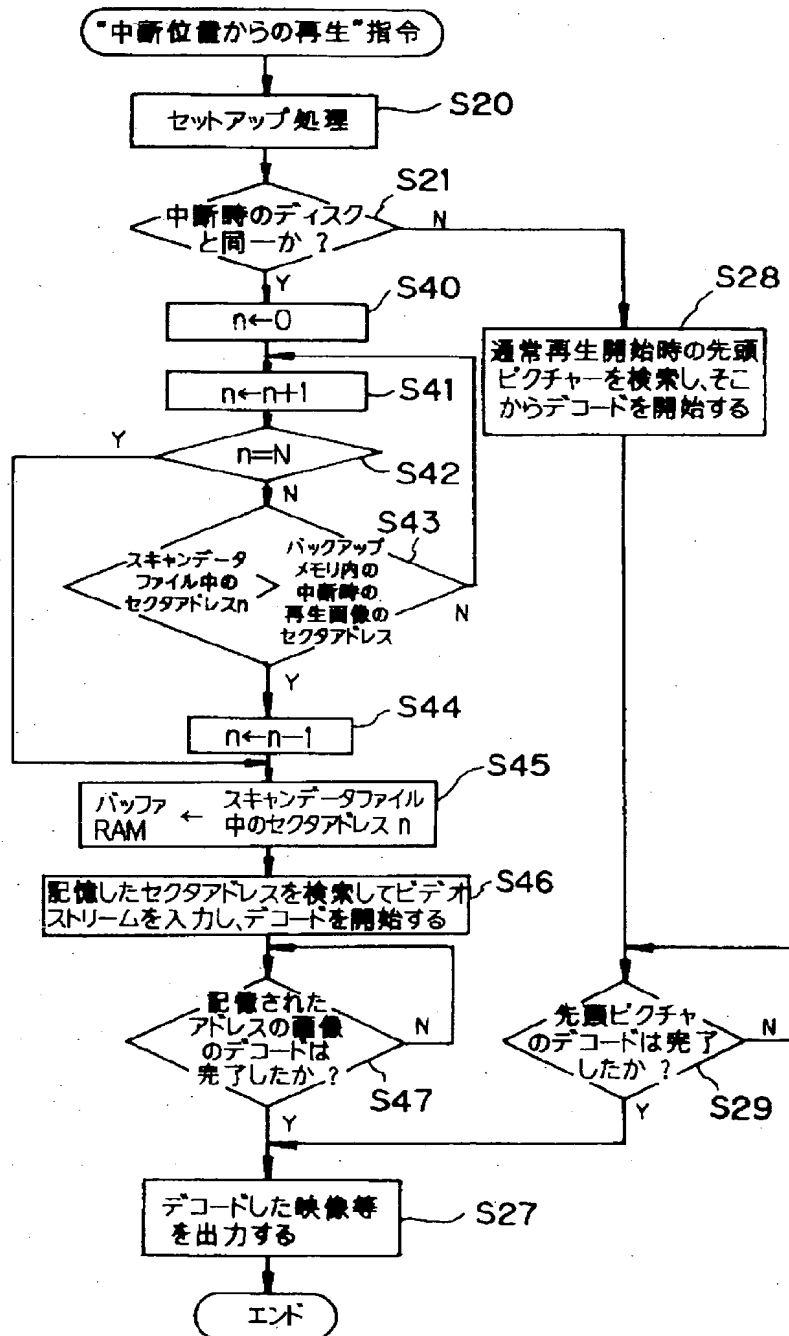 “中断位置からの再生”指令
セットアップ処理
S20
中断時のディスク
と同一か？
S21
N
Y
n←0
S40
n←n+1
S41
n=N
S42
Y
N
スキャンデータ
ファイル中の
セクタアドレスn
>
バックアップ
メモリ内の
中断時の
再生画像の
セクタアドレス
S43
N
Y
n←n−1
S44
バッファ
RAM
←
スキャンデータファイル
中のセクタアドレス n
S45
記憶したセクタアドレスを検索してビデオ
ストリームを入力し、デコードを開始する
S46
記憶された
アドレスの画像
のデコードは
完了したか？
S47
N
Y
S28
通常再生開始時の先頭
ピクチャーを検索し、そこ
からデコードを開始する
先頭ピクチャ
のデコードは完了
したか？
S29
N
Y
デコードした映像等
を出力する
S27
エンド